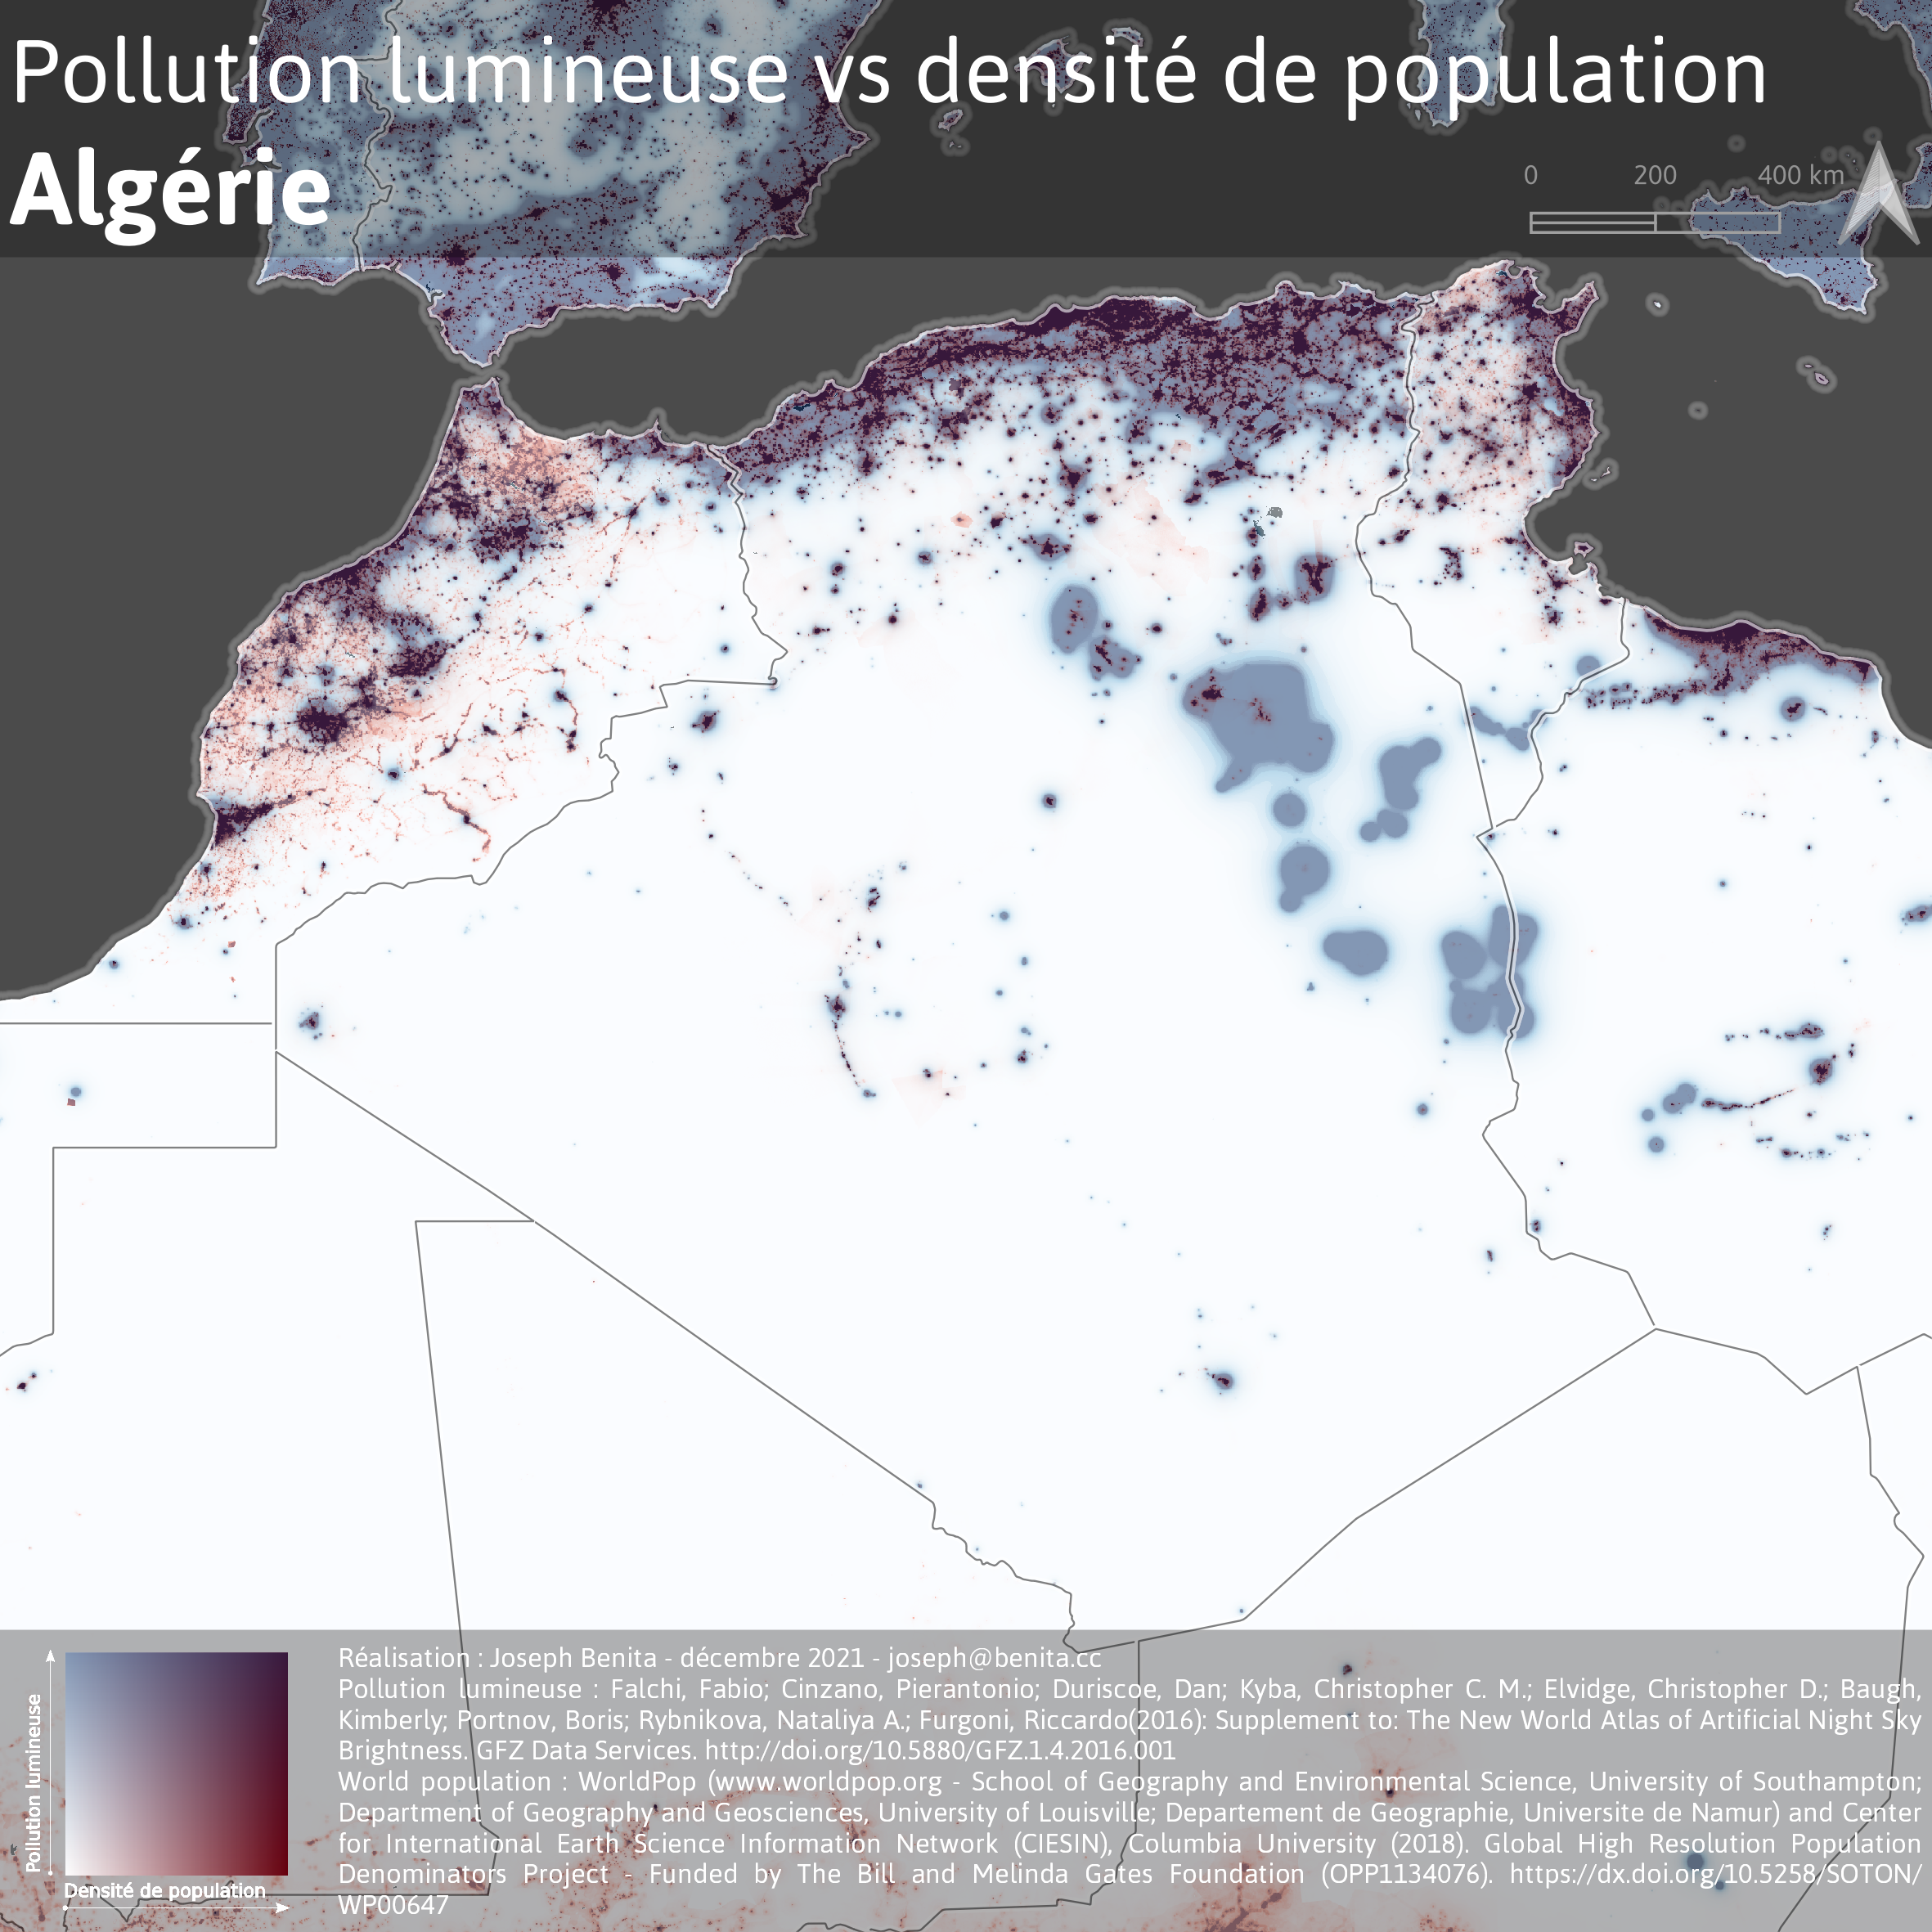 Pollution lumineuse vs densité de population
Algérie
0 200 400 km
Réalisation : Joseph Benita - décembre 2021 - joseph@benita.cc
Pollution lumineuse : Falchi, Fabio; Cinzano, Pierantonio; Duriscoe, Dan; Kyba, Christopher C. M.; Elvidge, Christopher D.; Baugh,
Kimberly; Portnov, Boris; Rybnikova, Nataliya A.; Furgoni, Riccardo(2016): Supplement to: The New World Atlas of Artificial Night Sky
Brightness. GFZ Data Services. http://doi.org/10.5880/GFZ.1.4.2016.001
World population : WorldPop (www.worldpop.org - School of Geography and Environmental Science, University of Southampton;
Department of Geography and Geosciences, University of Louisville; Departement de Geographie, Universite de Namur) and Center
for International Earth Science Information Network (CIESIN), Columbia University (2018). Global High Resolution Population
Denominators Project - Funded by The Bill and Melinda Gates Foundation (OPP1134076). https://dx.doi.org/10.5258/SOTON/
WP00647
Pollution lumineuse
Densité de population